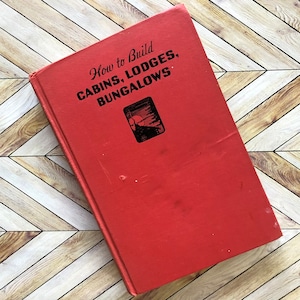 How to Build
CABINS, LODGES,
BUNGALOWS